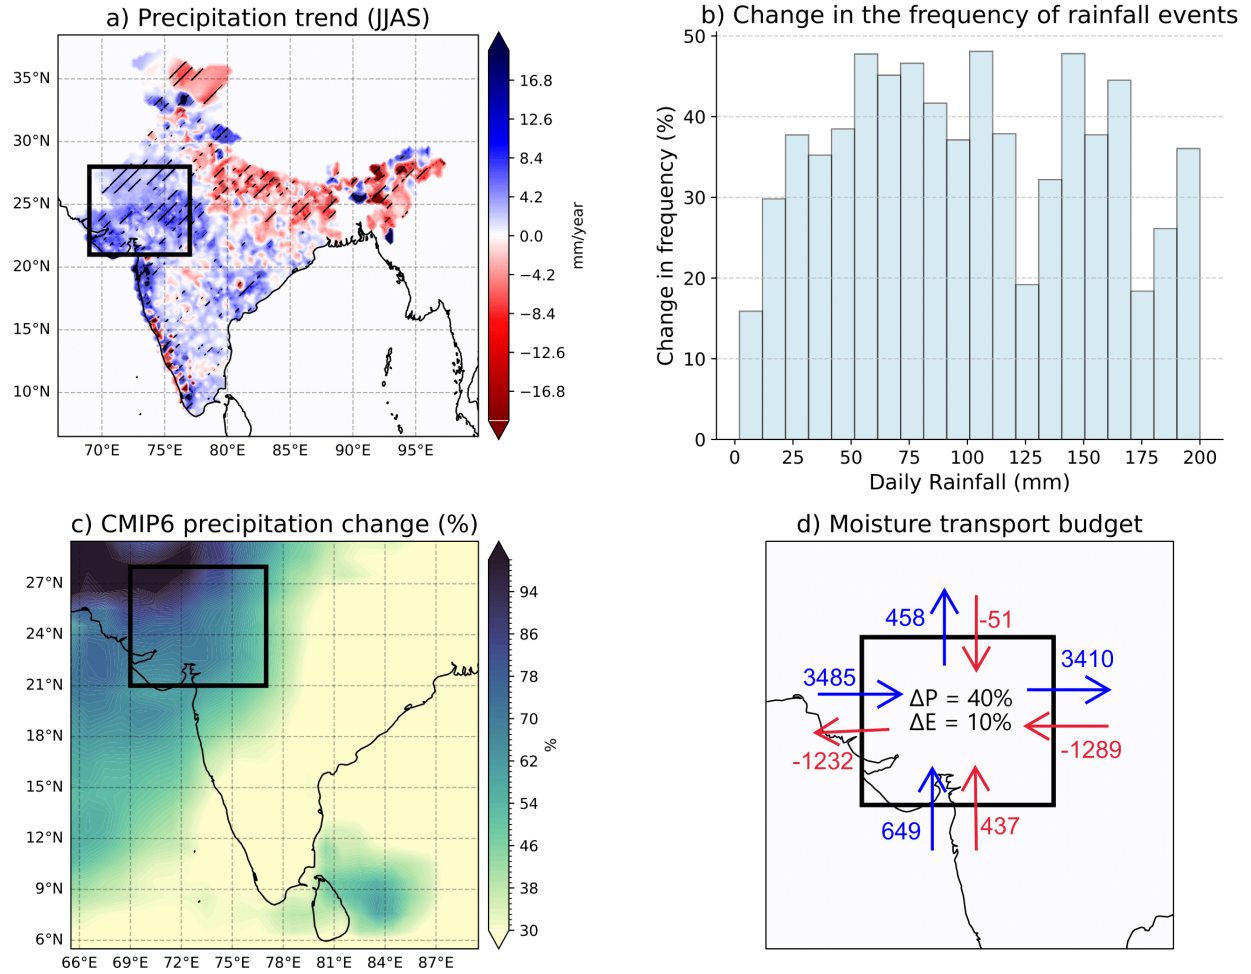 a) Precipitation trend (JJAS)
35°N
30°N
25°N
20°N
15°N
10°N
70°E 75°E 80°E 85°E 90°E 95°E
16.8
12.6
8.4
4.2
0.0
−4.2
−8.4
−12.6
−16.8
mm/year
b) Change in the frequency of rainfall events
Change in frequency (%)
50
40
30
20
10
0
0 25 50 75 100 125 150 175 200
Daily Rainfall (mm)
c) CMIP6 precipitation change (%)
27°N
24°N
21°N
18°N
15°N
12°N
9°N
6°N
66°E 69°E 72°E 75°E 78°E 81°E 84°E 87°E
94
86
78
70
62
54
46
38
30
%
d) Moisture transport budget
458 -51
3485 3410
ΔP = 40%
ΔE = 10%
-1232 -1289
649 437